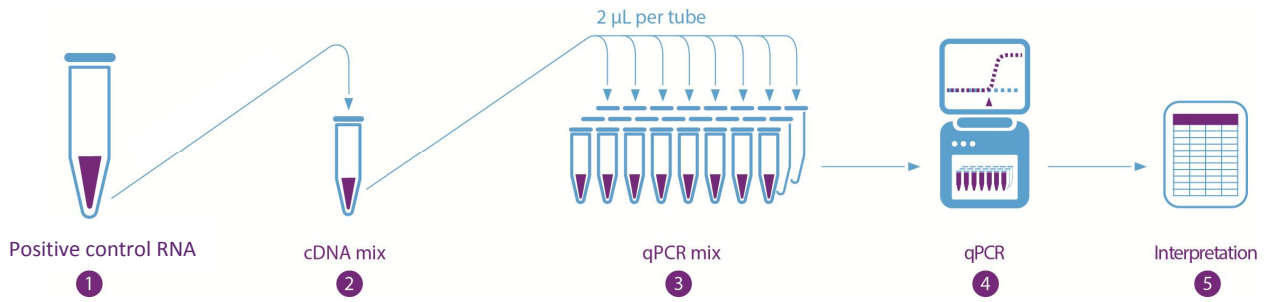 2 µL per tube
Positive control RNA
cDNA mix
qPCR mix
qPCR
Interpretation
1
2
3
4
5